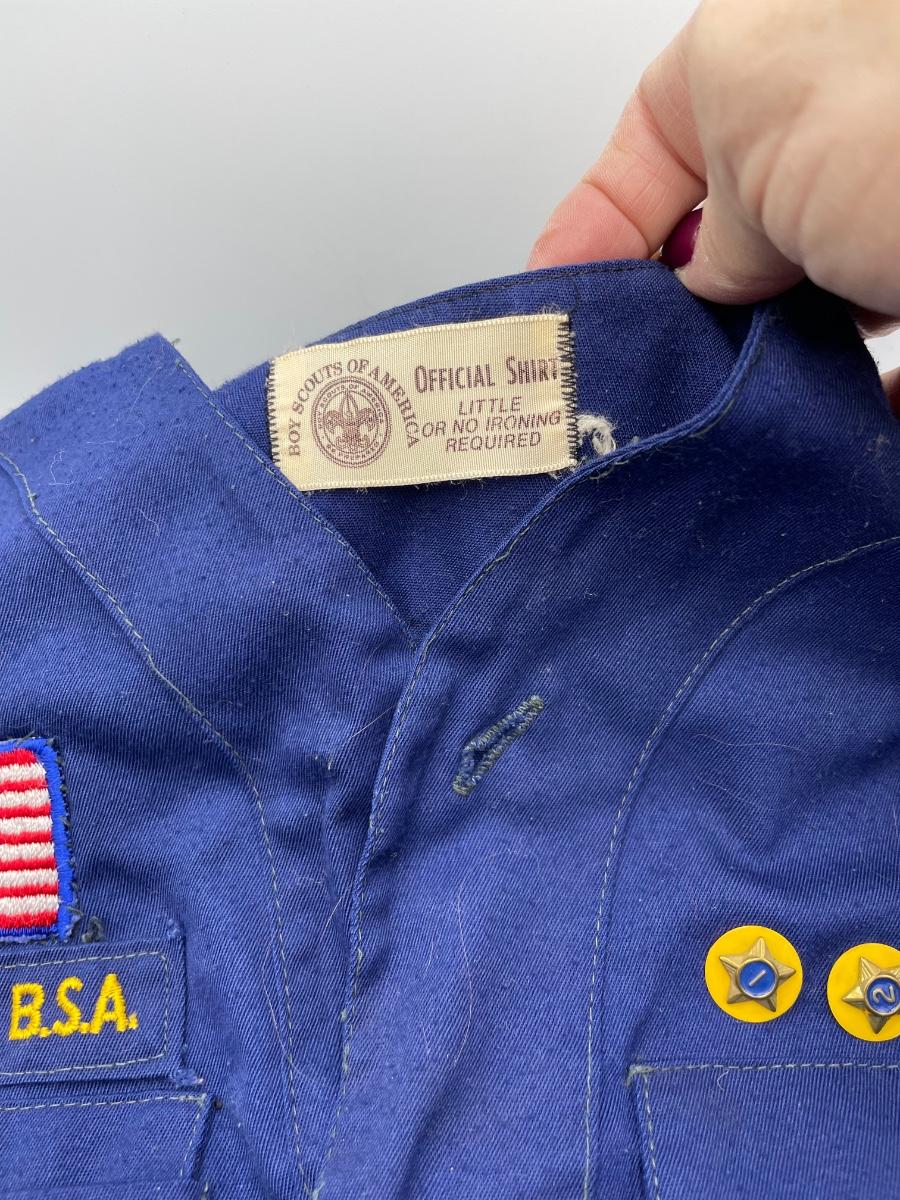 BOY SCOUTS OF AMERICA
OFFICIAL SHIRT
LITTLE
OR NO IRONING
REQUIRED
B.S.A.
1
2